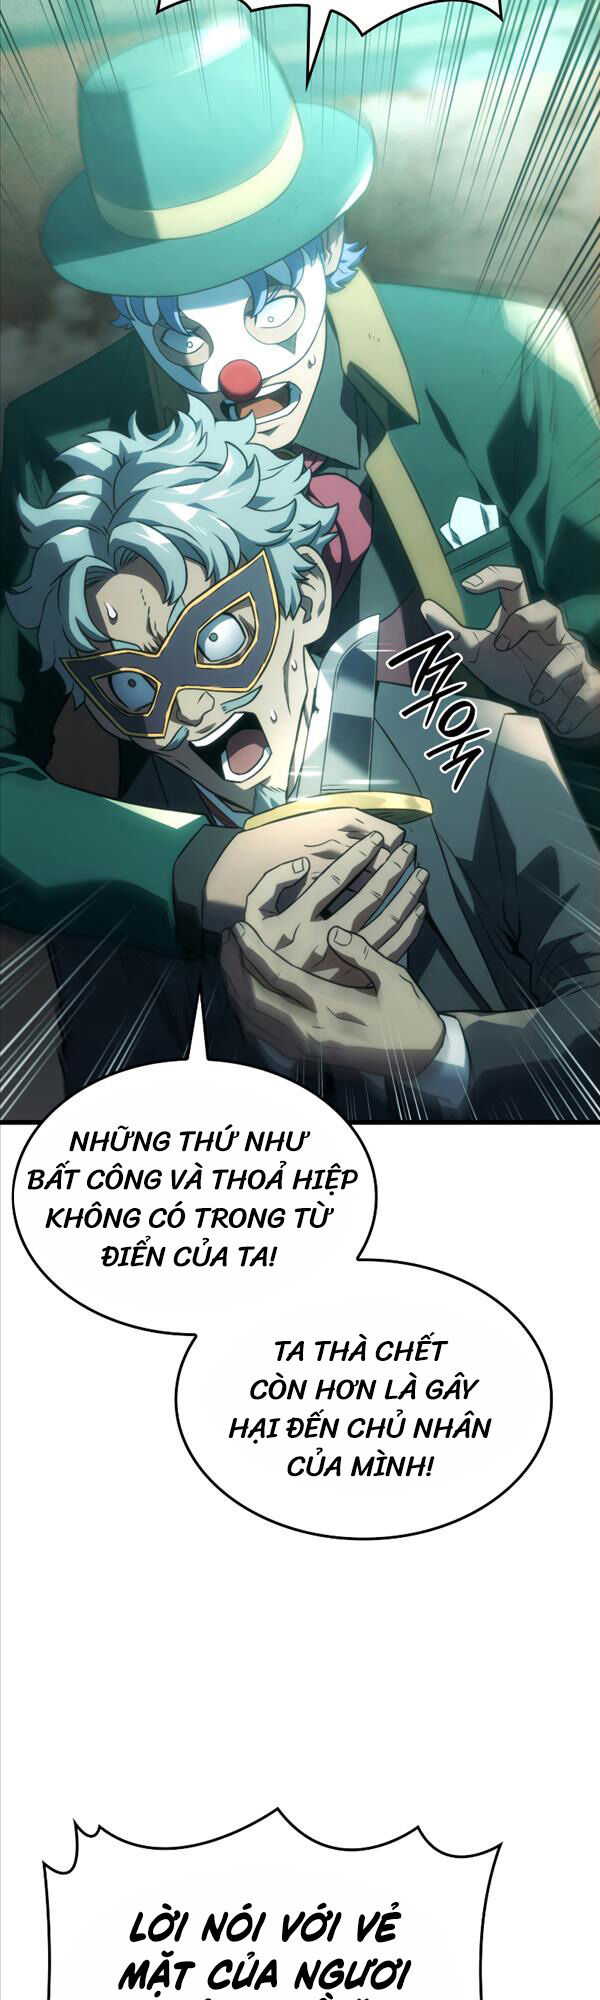 NHỮNG THỨ NHƯ
BẤT CÔNG VÀ THOẢ HIỆP
KHÔNG CÓ TRONG TỪ
ĐIỂN CỦA TA!
TA THÀ CHẾT
CÒN HƠN LÀ GÂY
HẠI ĐẾN CHỦ NHÂN
CỦA MÌNH!
LỜI NÓI VỚI VẺ
MẶT CỦA NGƯƠI